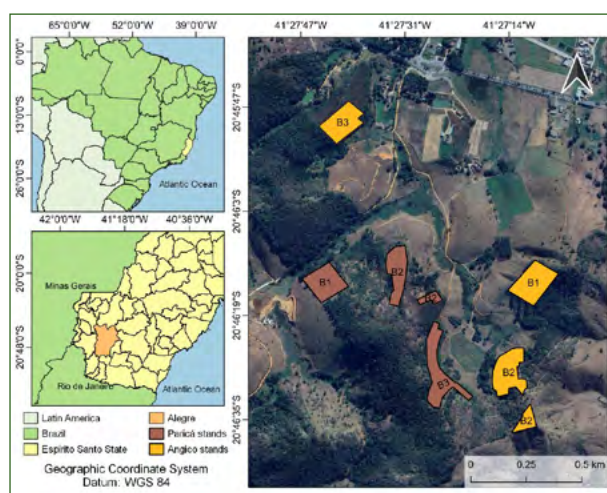 65°0'0"W 52°0'0"W 39°0'0"W
0°0'0"
13°0'0"S
26°0'0"S
Atlantic Ocean
42°0'0"W 41°18'0"W 40°36'0"W
20°0'0"S
20°48'0"S
Minas Gerais
Rio de Janeiro
Atlantic Ocean
Latin America
Brazil
Espírito Santo State
Alegre
Paricá stands
Angico stands
Geographic Coordinate System
Datum: WGS 84
41°27'47"W 41°27'31"W 41°27'14"W
20°45'47"S
20°46'3"S
20°46'19"S
20°46'35"S
B3
B2
B1
B1
B3
B2
B2
0 0.25 0.5 km